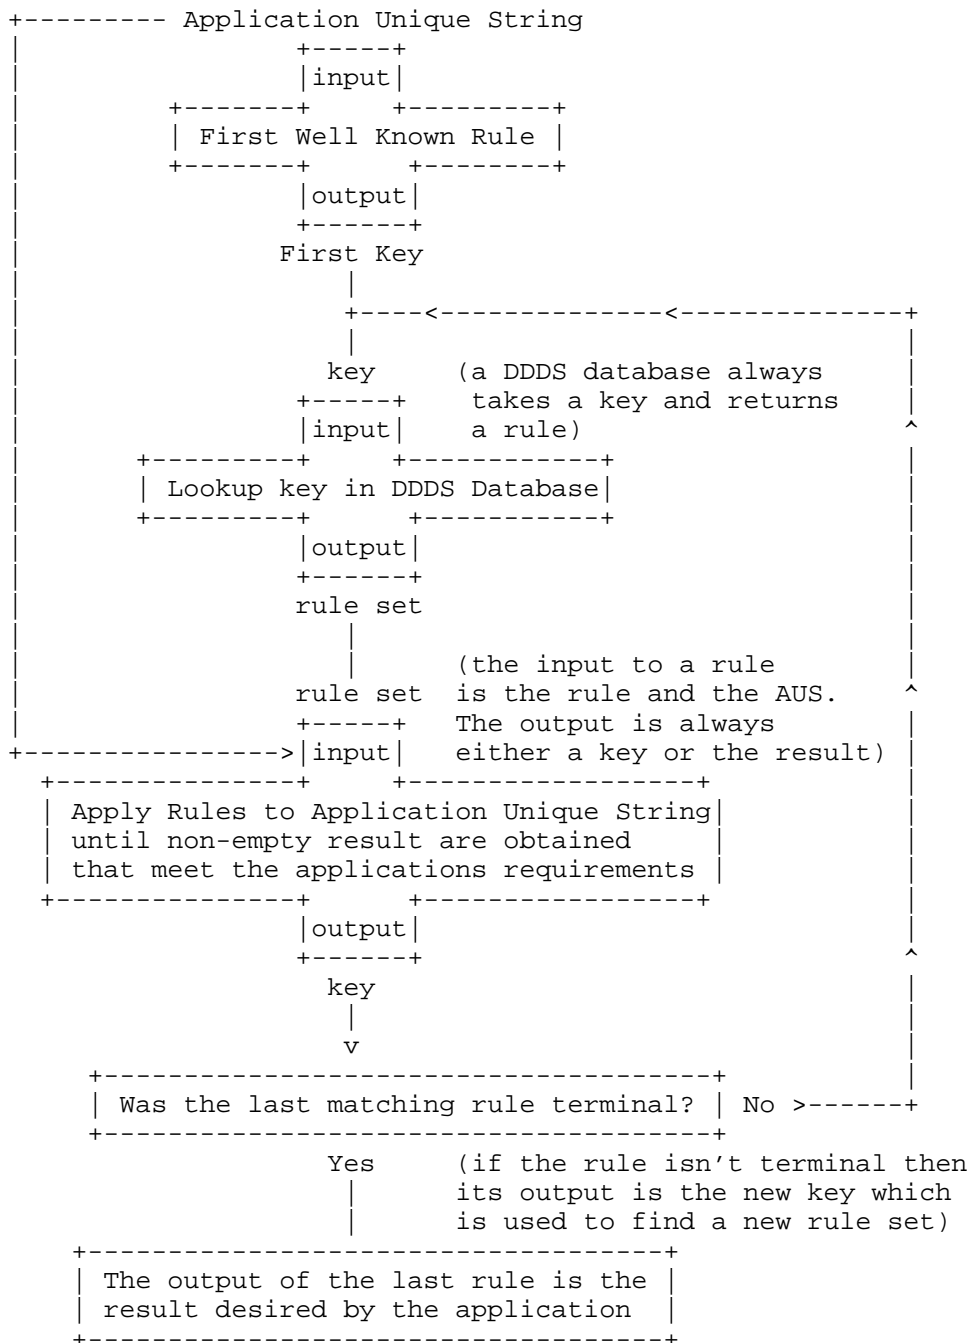 Application Unique String
input
First Well Known Rule
output
First Key
key (a DDDS database always
takes a key and returns
input a rule)
Lookup key in DDDS Database
output
rule set
(the input to a rule
rule set is the rule and the AUS.
The output is always
input either a key or the result)
Apply Rules to Application Unique String
until non-empty result are obtained
that meet the applications requirements
output
key
v
Was the last matching rule terminal? No
Yes (if the rule isn't terminal then
its output is the new key which
is used to find a new rule set)
The output of the last rule is the
result desired by the application